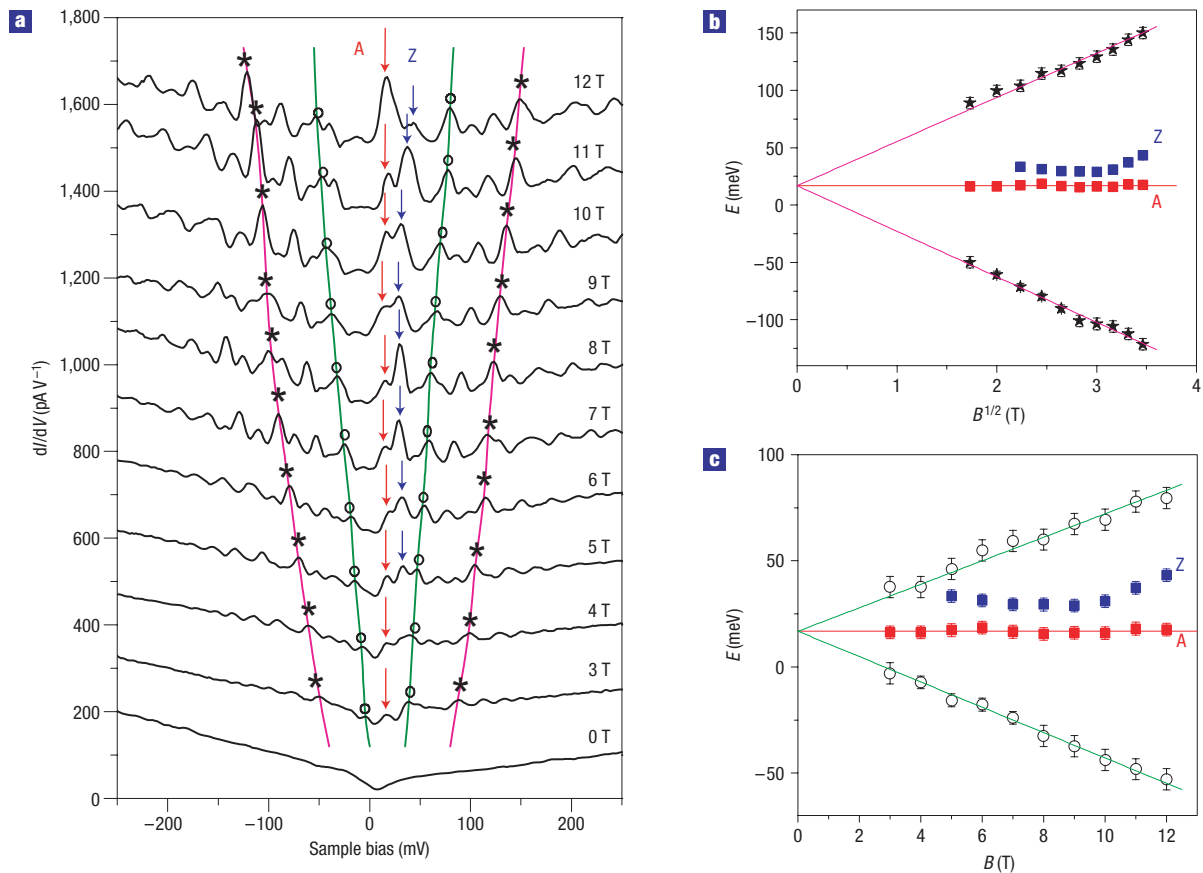 a
1,800
1,600
1,400
1,200
1,000
800
600
400
200
0
dI/dV (pA V⁻¹)
A
Z
12 T
11 T
10 T
9 T
8 T
7 T
6 T
5 T
4 T
3 T
0 T
−200
−100
0
100
200
Sample bias (mV)
b
150
100
50
0
−50
−100
E (meV)
Z
A
0
1
2
3
4
B¹/² (T)
c
100
50
0
−50
E (meV)
Z
A
0
2
4
6
8
10
12
B (T)